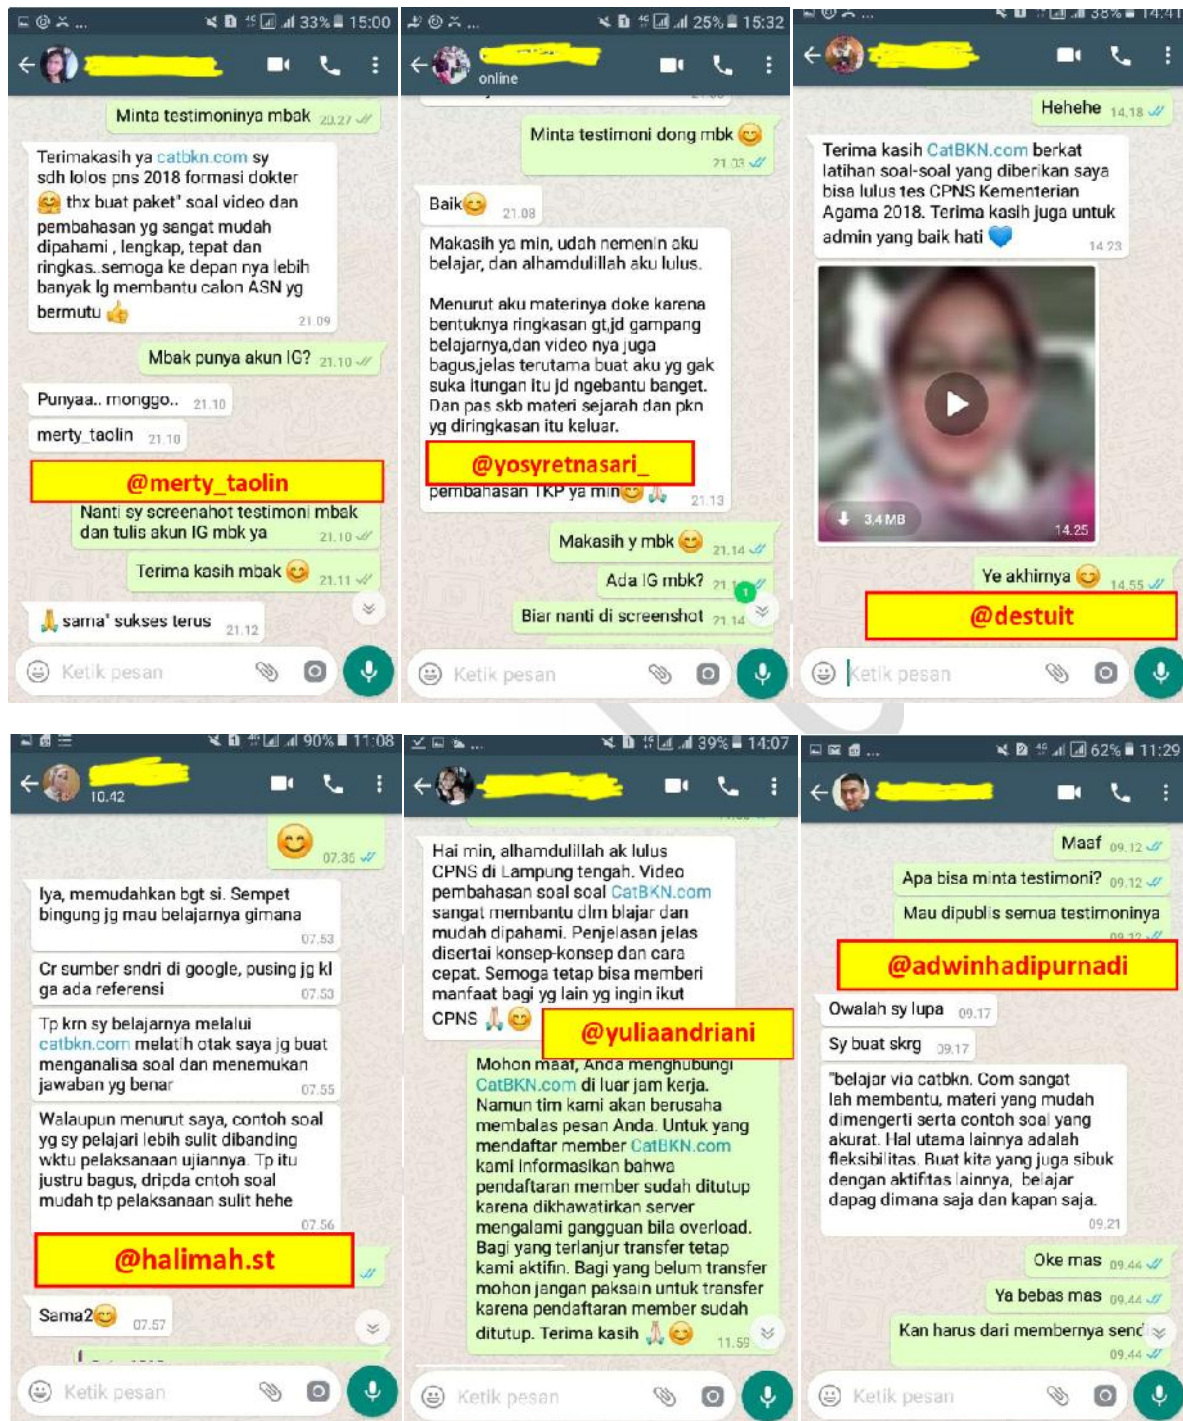 33% 15:00
Minta testimoninya mbak 20.27
Terimakasih ya catbkn.com sy
sdh lolos pns 2018 formasi dokter
thx buat paket" soal video dan
pembahasan yg sangat mudah
dipahami , lengkap, tepat dan
ringkas..semoga ke depan nya lebih
banyak lg membantu calon ASN yg
bermutu
21.09
Mbak punya akun IG? 21.10
Punyaa.. monggo.. 21.10
merty_taolin 21.10
@merty_taolin
Nanti sy screenahot testimoni mbak
dan tulis akun IG mbk ya 21.10
Terima kasih mbak 21.11
sama" sukses terus 21.12
Ketik pesan
25% 15:32
online
Minta testimoni dong mbk
21.03
Baik 21.08
Makasih ya min, udah nemenin aku
belajar, dan alhamdulillah aku lulus.
Menurut aku materinya doke karena
bentuknya ringkasan gt,jd gampang
belajarnya,dan video nya juga
bagus,jelas terutama buat aku yg gak
suka itungan itu jd ngebantu banget.
Dan pas skb materi sejarah dan pkn
yg diringkasan itu keluar.
@yosyretnasari_
pembahasan TKP ya min 21.13
Makasih y mbk 21.14
Ada IG mbk?
1
Biar nanti di screenshot 21.14
Ketik pesan
38% 14:41
Hehehe 14.18
Terima kasih CatBKN.com berkat
latihan soal-soal yang diberikan saya
bisa lulus tes CPNS Kementerian
Agama 2018. Terima kasih juga untuk
admin yang baik hati 14.23
3,4 MB
14.25
Ye akhirnya 14.55
@destuit
Ketik pesan
90% 11:08
10.42
07.35
Iya, memudahkan bgt si. Sempet
bingung jg mau belajarnya gimana
07.53
Cr sumber sndri di google, pusing jg kl
ga ada referensi 07.53
Tp krn sy belajarnya melalui
catbkn.com melatih otak saya jg buat
menganalisa soal dan menemukan
jawaban yg benar 07.55
Walaupun menurut saya, contoh soal
yg sy pelajari lebih sulit dibanding
wktu pelaksanaan ujiannya. Tp itu
justru bagus, dripda cntoh soal
mudah tp pelaksanaan sulit hehe
07.56
@halimah.st
Sama2 07.57
Ketik pesan
39% 14:07
Hai min, alhamdulillah ak lulus
CPNS di Lampung tengah. Video
pembahasan soal soal CatBKN.com
sangat membantu dlm blajar dan
mudah dipahami. Penjelasan jelas
disertai konsep-konsep dan cara
cepat. Semoga tetap bisa memberi
manfaat bagi yg lain yg ingin ikut
CPNS
@yuliaandriani
Mohon maaf, Anda menghubungi
CatBKN.com di luar jam kerja.
Namun tim kami akan berusaha
membalas pesan Anda. Untuk yang
mendaftar member CatBKN.com
kami informasikan bahwa
pendaftaran member sudah ditutup
karena dikhawatirkan server
mengalami gangguan bila overload.
Bagi yang terlanjur transfer tetap
kami aktifin. Bagi yang belum transfer
mohon jangan paksain untuk transfer
karena pendaftaran member sudah
ditutup. Terima kasih 11.59
Ketik pesan
62% 11:29
Maaf 09.12
Apa bisa minta testimoni? 09.12
Mau dipublis semua testimoninya
09.12
@adwinhadipurnadi
Owalah sy lupa 09.17
Sy buat skrg 09.17
"belajar via catbkn. Com sangat
lah membantu, materi yang mudah
dimengerti serta contoh soal yang
akurat. Hal utama lainnya adalah
fleksibilitas. Buat kita yang juga sibuk
dengan aktifitas lainnya, belajar
dapag dimana saja dan kapan saja.
09.21
Oke mas 09.44
Ya bebas mas 09.44
Kan harus dari membernya
09.44
Ketik pesan